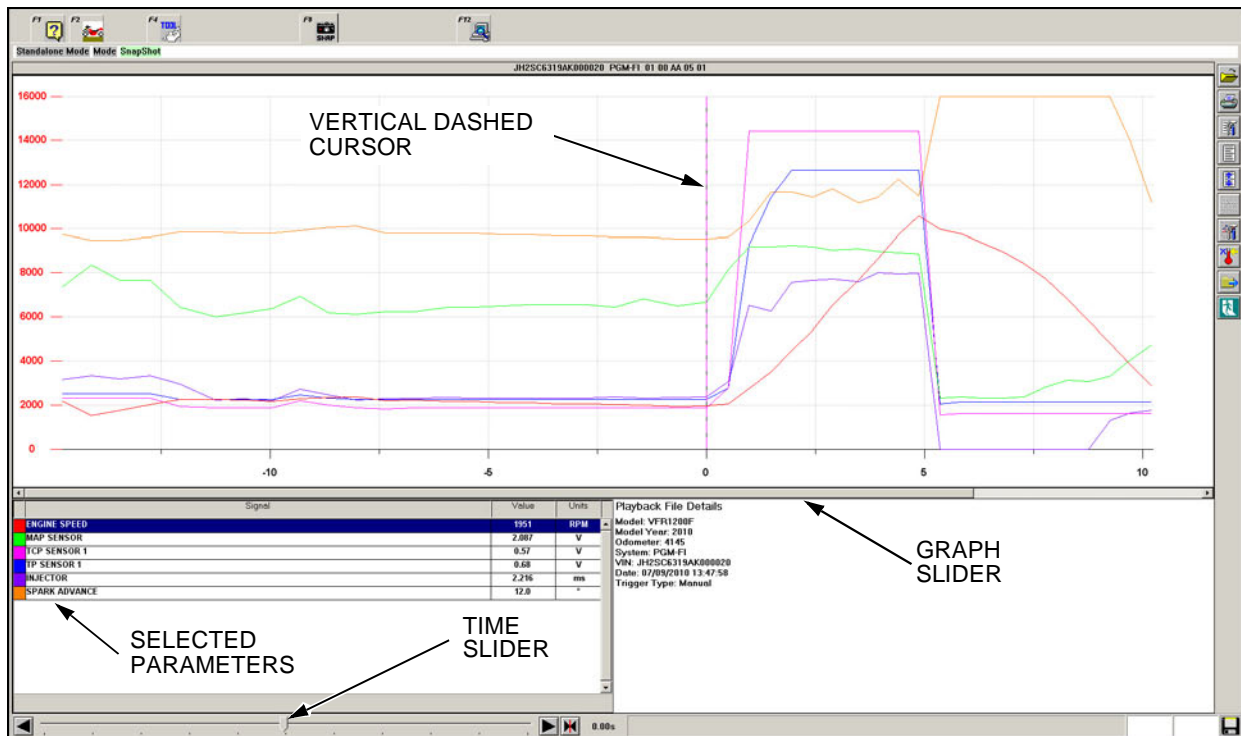 F1 F2 F4 TOOL F9 SNAP F12
Standalone Mode Mode SnapShot
JH2SC6319AK000020 PGM-FI 01 00 AA 05 01
16000
14000
12000
10000
8000
6000
4000
2000
0
-10 -5 0 5 10
VERTICAL DASHED
CURSOR
Signal Value Units
ENGINE SPEED 1951 RPM
MAP SENSOR 2.087 V
TCP SENSOR 1 0.57 V
TP SENSOR 1 0.68 V
INJECTOR 2.216 ms
SPARK ADVANCE 12.0 °
Playback File Details
Model: VFR1200F
Model Year: 2010
Odometer: 4145
System: PGM-FI
VIN: JH2SC6319AK000020
Date: 07/09/2010 13:47:58
Trigger Type: Manual
GRAPH
SLIDER
SELECTED
PARAMETERS
TIME
SLIDER
0.00s